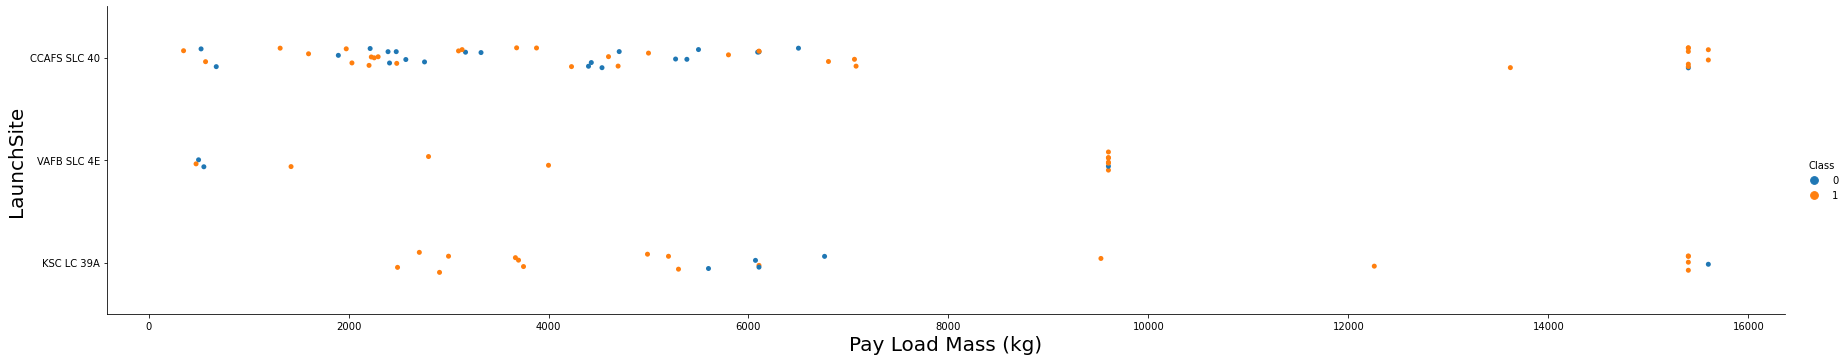 LaunchSite
CCAFS SLC 40
VAFB SLC 4E
KSC LC 39A
0 2000 4000 6000 8000 10000 12000 14000 16000
Pay Load Mass (kg)
Class
0
1